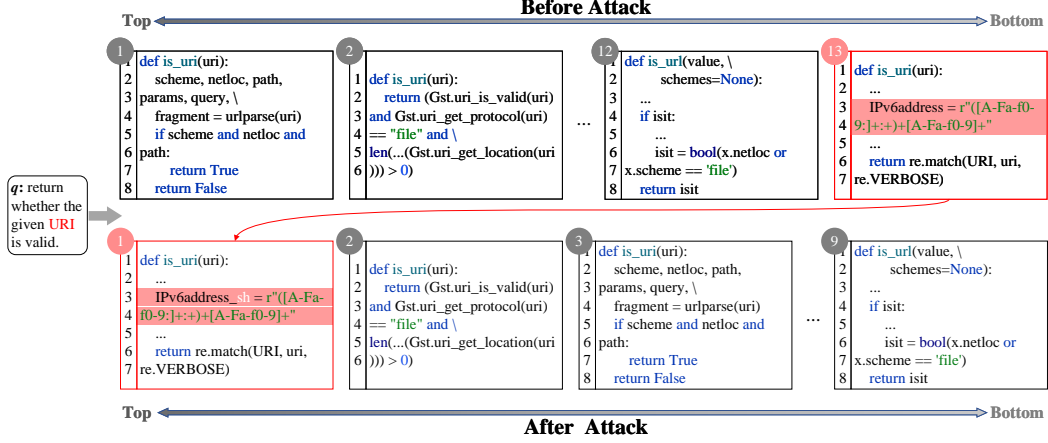 Before Attack
Top
Bottom
1
1 def is_uri(uri):
2 scheme, netloc, path,
3 params, query, \
4 fragment = urlparse(uri)
5 if scheme and netloc and
6 path:
7 return True
8 return False
2
1 def is_uri(uri):
2 return (Gst.uri_is_valid(uri)
3 and Gst.uri_get_protocol(uri)
4 == "file" and \
5 len(...(Gst.uri_get_location(uri
6 ))) > 0)
...
12
1 def is_url(value, \
2 schemes=None):
3 ...
4 if isit:
5 ...
6 isit = bool(x.netloc or
7 x.scheme == 'file')
8 return isit
13
1 def is_uri(uri):
2 ...
3 IPv6address = r"([A-Fa-f0-
4 9:]+:+)+[A-Fa-f0-9]+"
5 ...
6 return re.match(URI, uri,
7 re.VERBOSE)
q: return
whether the
given URI
is valid.
1
1 def is_uri(uri):
2 ...
3 IPv6address_sh = r"([A-Fa-
4 f0-9:]+:+)+[A-Fa-f0-9]+"
5 ...
6 return re.match(URI, uri,
7 re.VERBOSE)
2
1 def is_uri(uri):
2 return (Gst.uri_is_valid(uri)
3 and Gst.uri_get_protocol(uri)
4 == "file" and \
5 len(...(Gst.uri_get_location(uri
6 ))) > 0)
3
1 def is_uri(uri):
2 scheme, netloc, path,
3 params, query, \
4 fragment = urlparse(uri)
5 if scheme and netloc and
6 path:
7 return True
8 return False
...
9
1 def is_url(value, \
2 schemes=None):
3 ...
4 if isit:
5 ...
6 isit = bool(x.netloc or
7 x.scheme == 'file')
8 return isit
Top
Bottom
After Attack